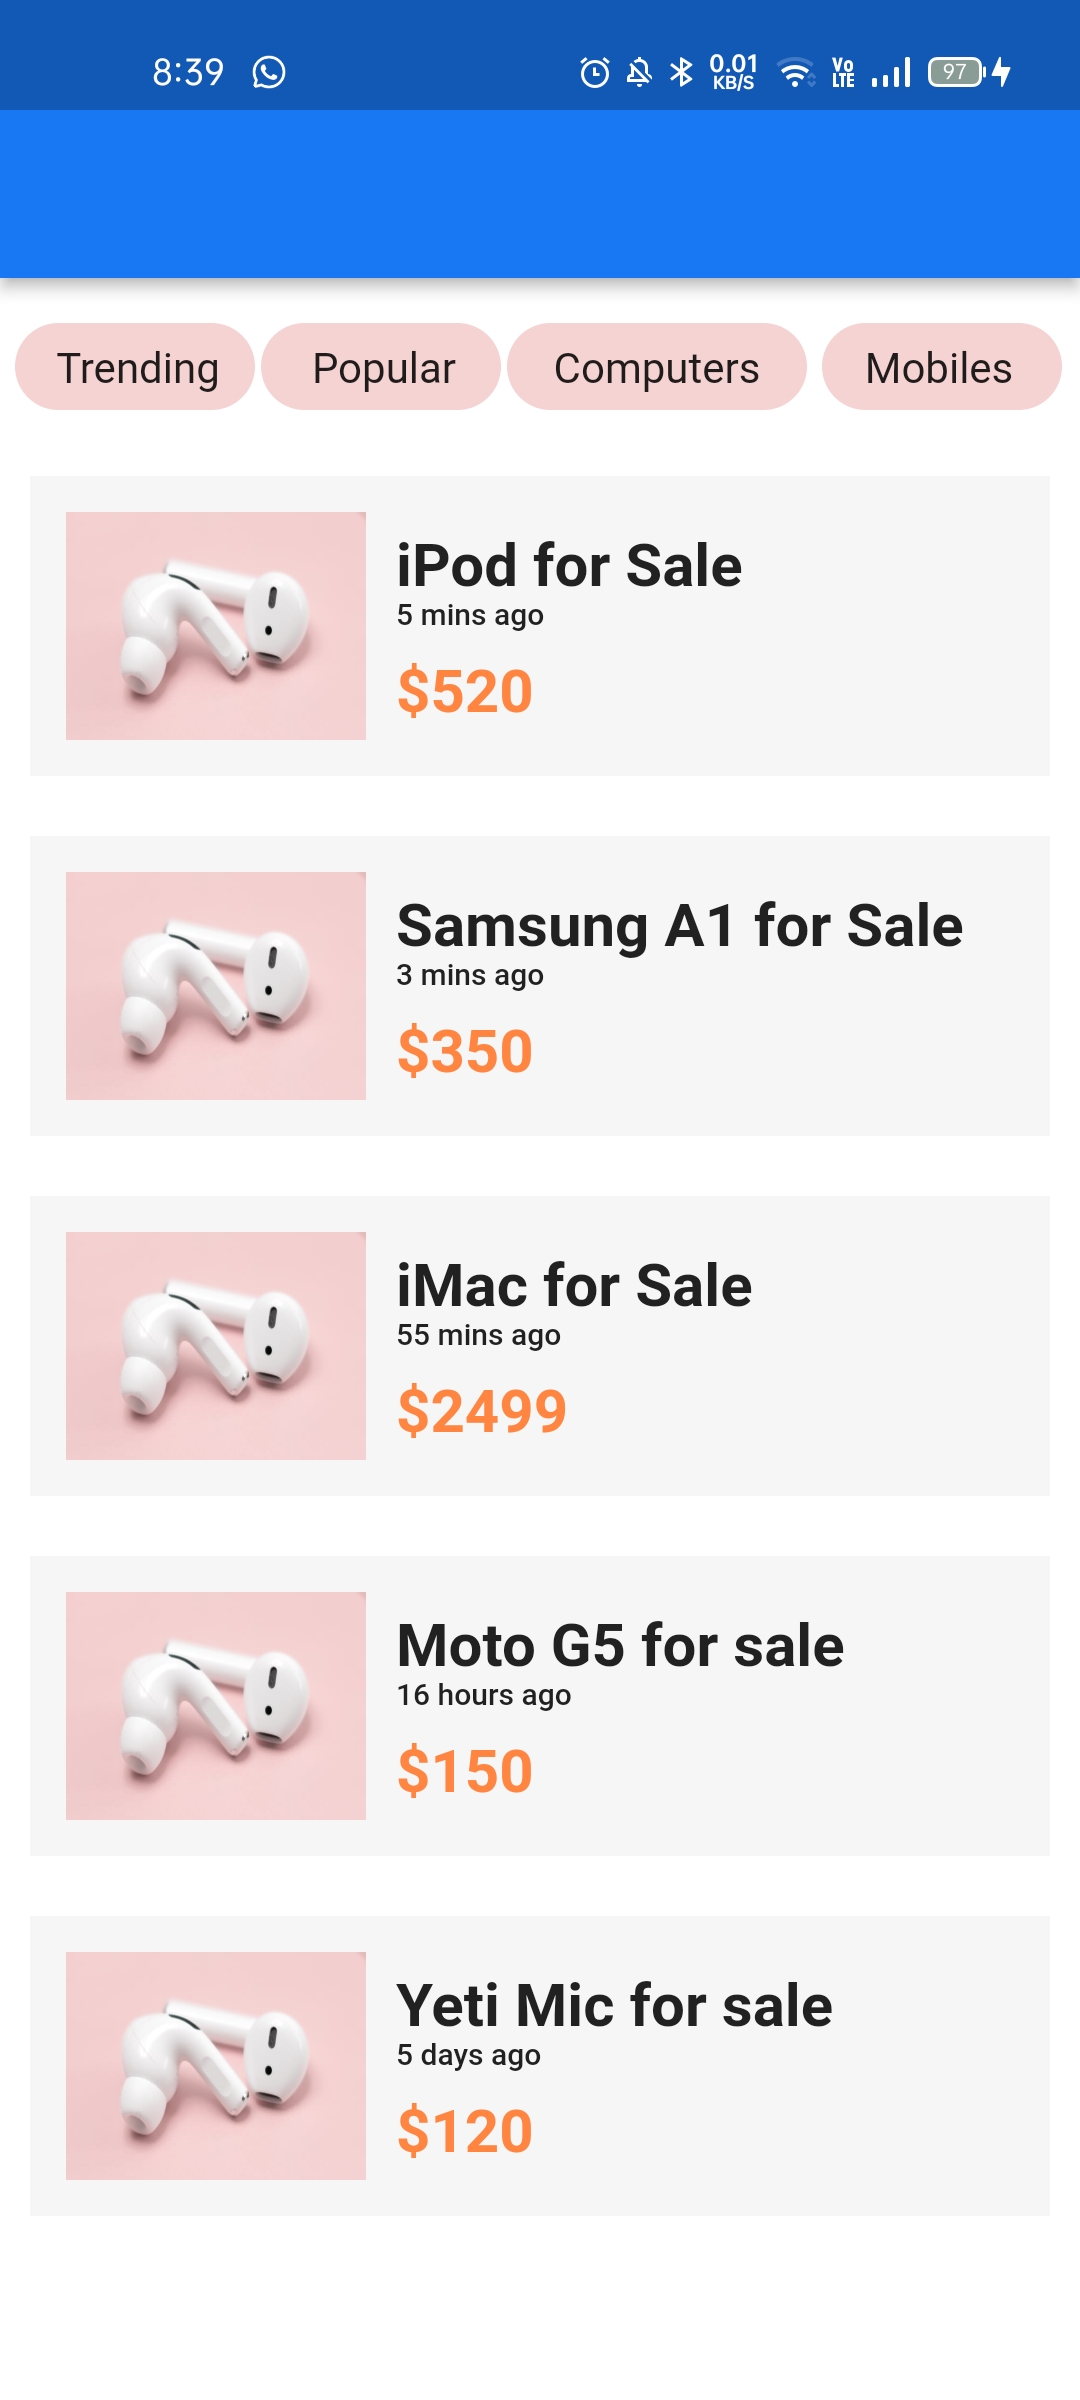 8:39 0.01 KB/S Vo LTE 97
Trending Popular Computers Mobiles
iPod for Sale
5 mins ago
$520
Samsung A1 for Sale
3 mins ago
$350
iMac for Sale
55 mins ago
$2499
Moto G5 for sale
16 hours ago
$150
Yeti Mic for sale
5 days ago
$120